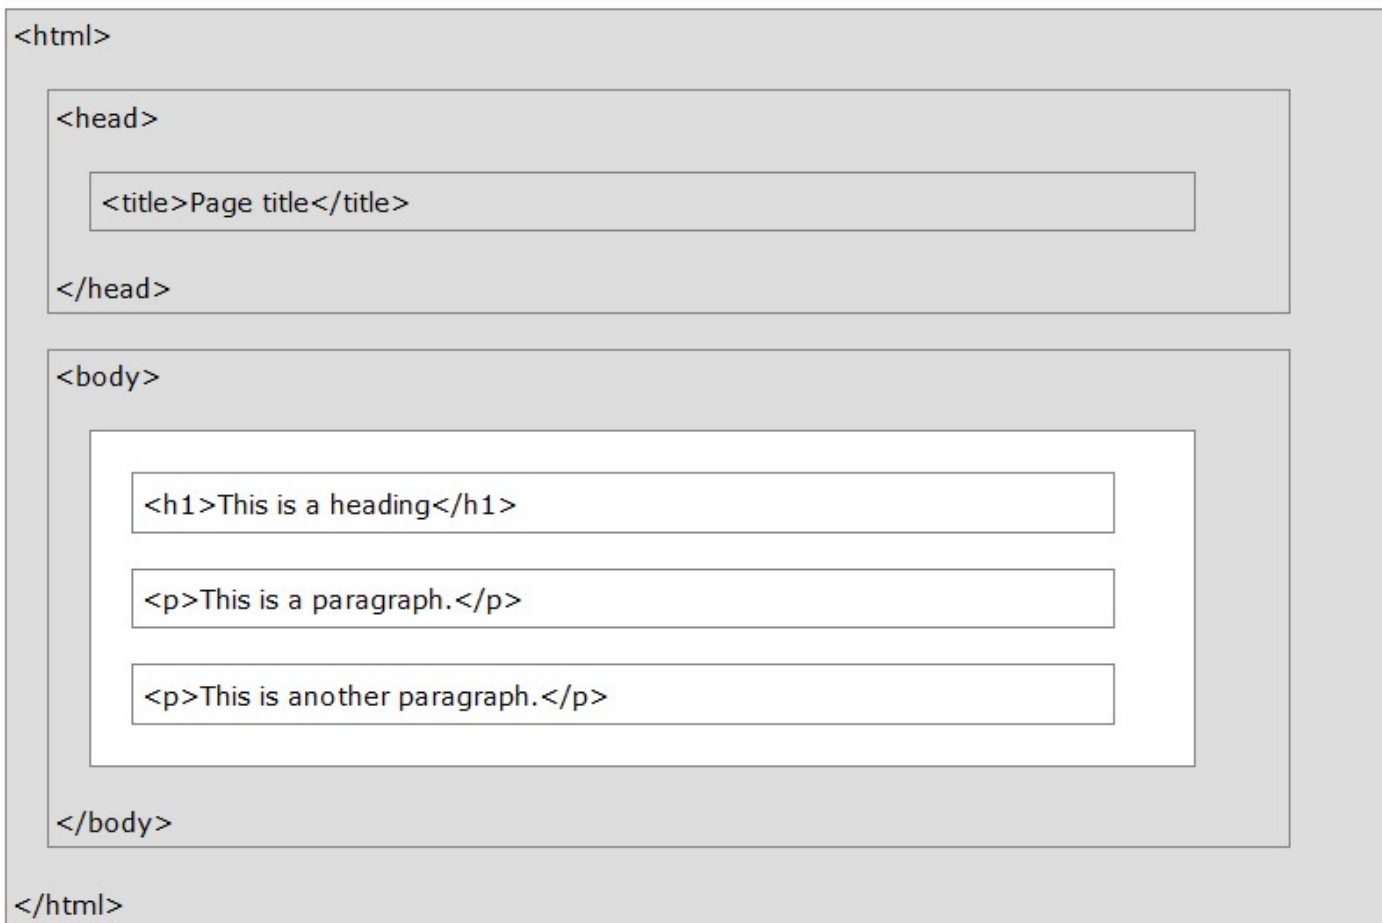 <html>
<head>
<title>Page title</title>
</head>
<body>
<h1>This is a heading</h1>
<p>This is a paragraph.</p>
<p>This is another paragraph.</p>
</body>
</html>